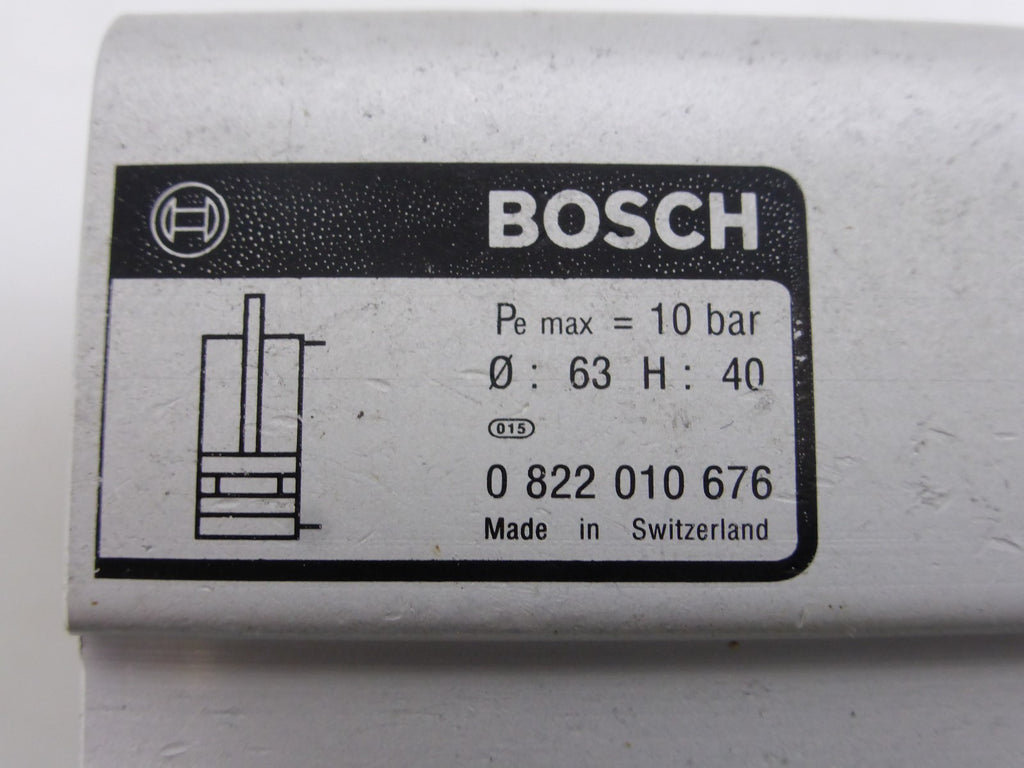 BOSCH
Pe max = 10 bar
Ø : 63 H : 40
015
0 822 010 676
Made in Switzerland